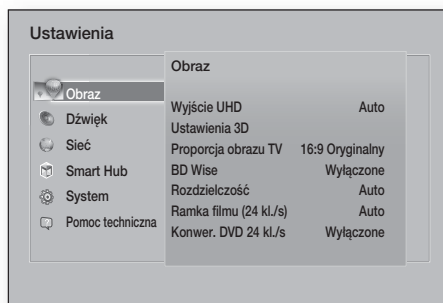 Ustawienia
Obraz
Dźwięk
Sieć
Smart Hub
System
Pomoc techniczna
Obraz
Wyjście UHD Auto
Ustawienia 3D
Proporcja obrazu TV 16:9 Oryginalny
BD Wise Wyłączone
Rozdzielczość Auto
Ramka filmu (24 kl./s) Auto
Konwer. DVD 24 kl./s Wyłączone